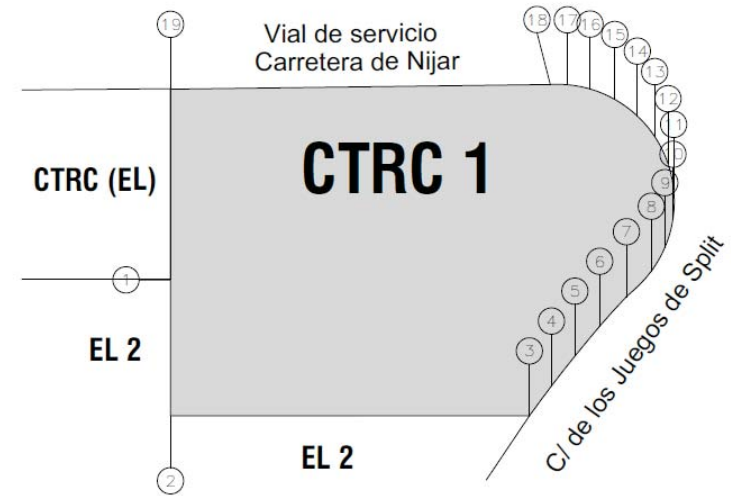 19
18
17
16
15
14
13
12
11
10
9
8
7
6
5
4
3
Vial de servicio
Carretera de Nijar
CTRC (EL)
CTRC 1
1
EL 2
EL 2
2
C/ de los Juegos de Split